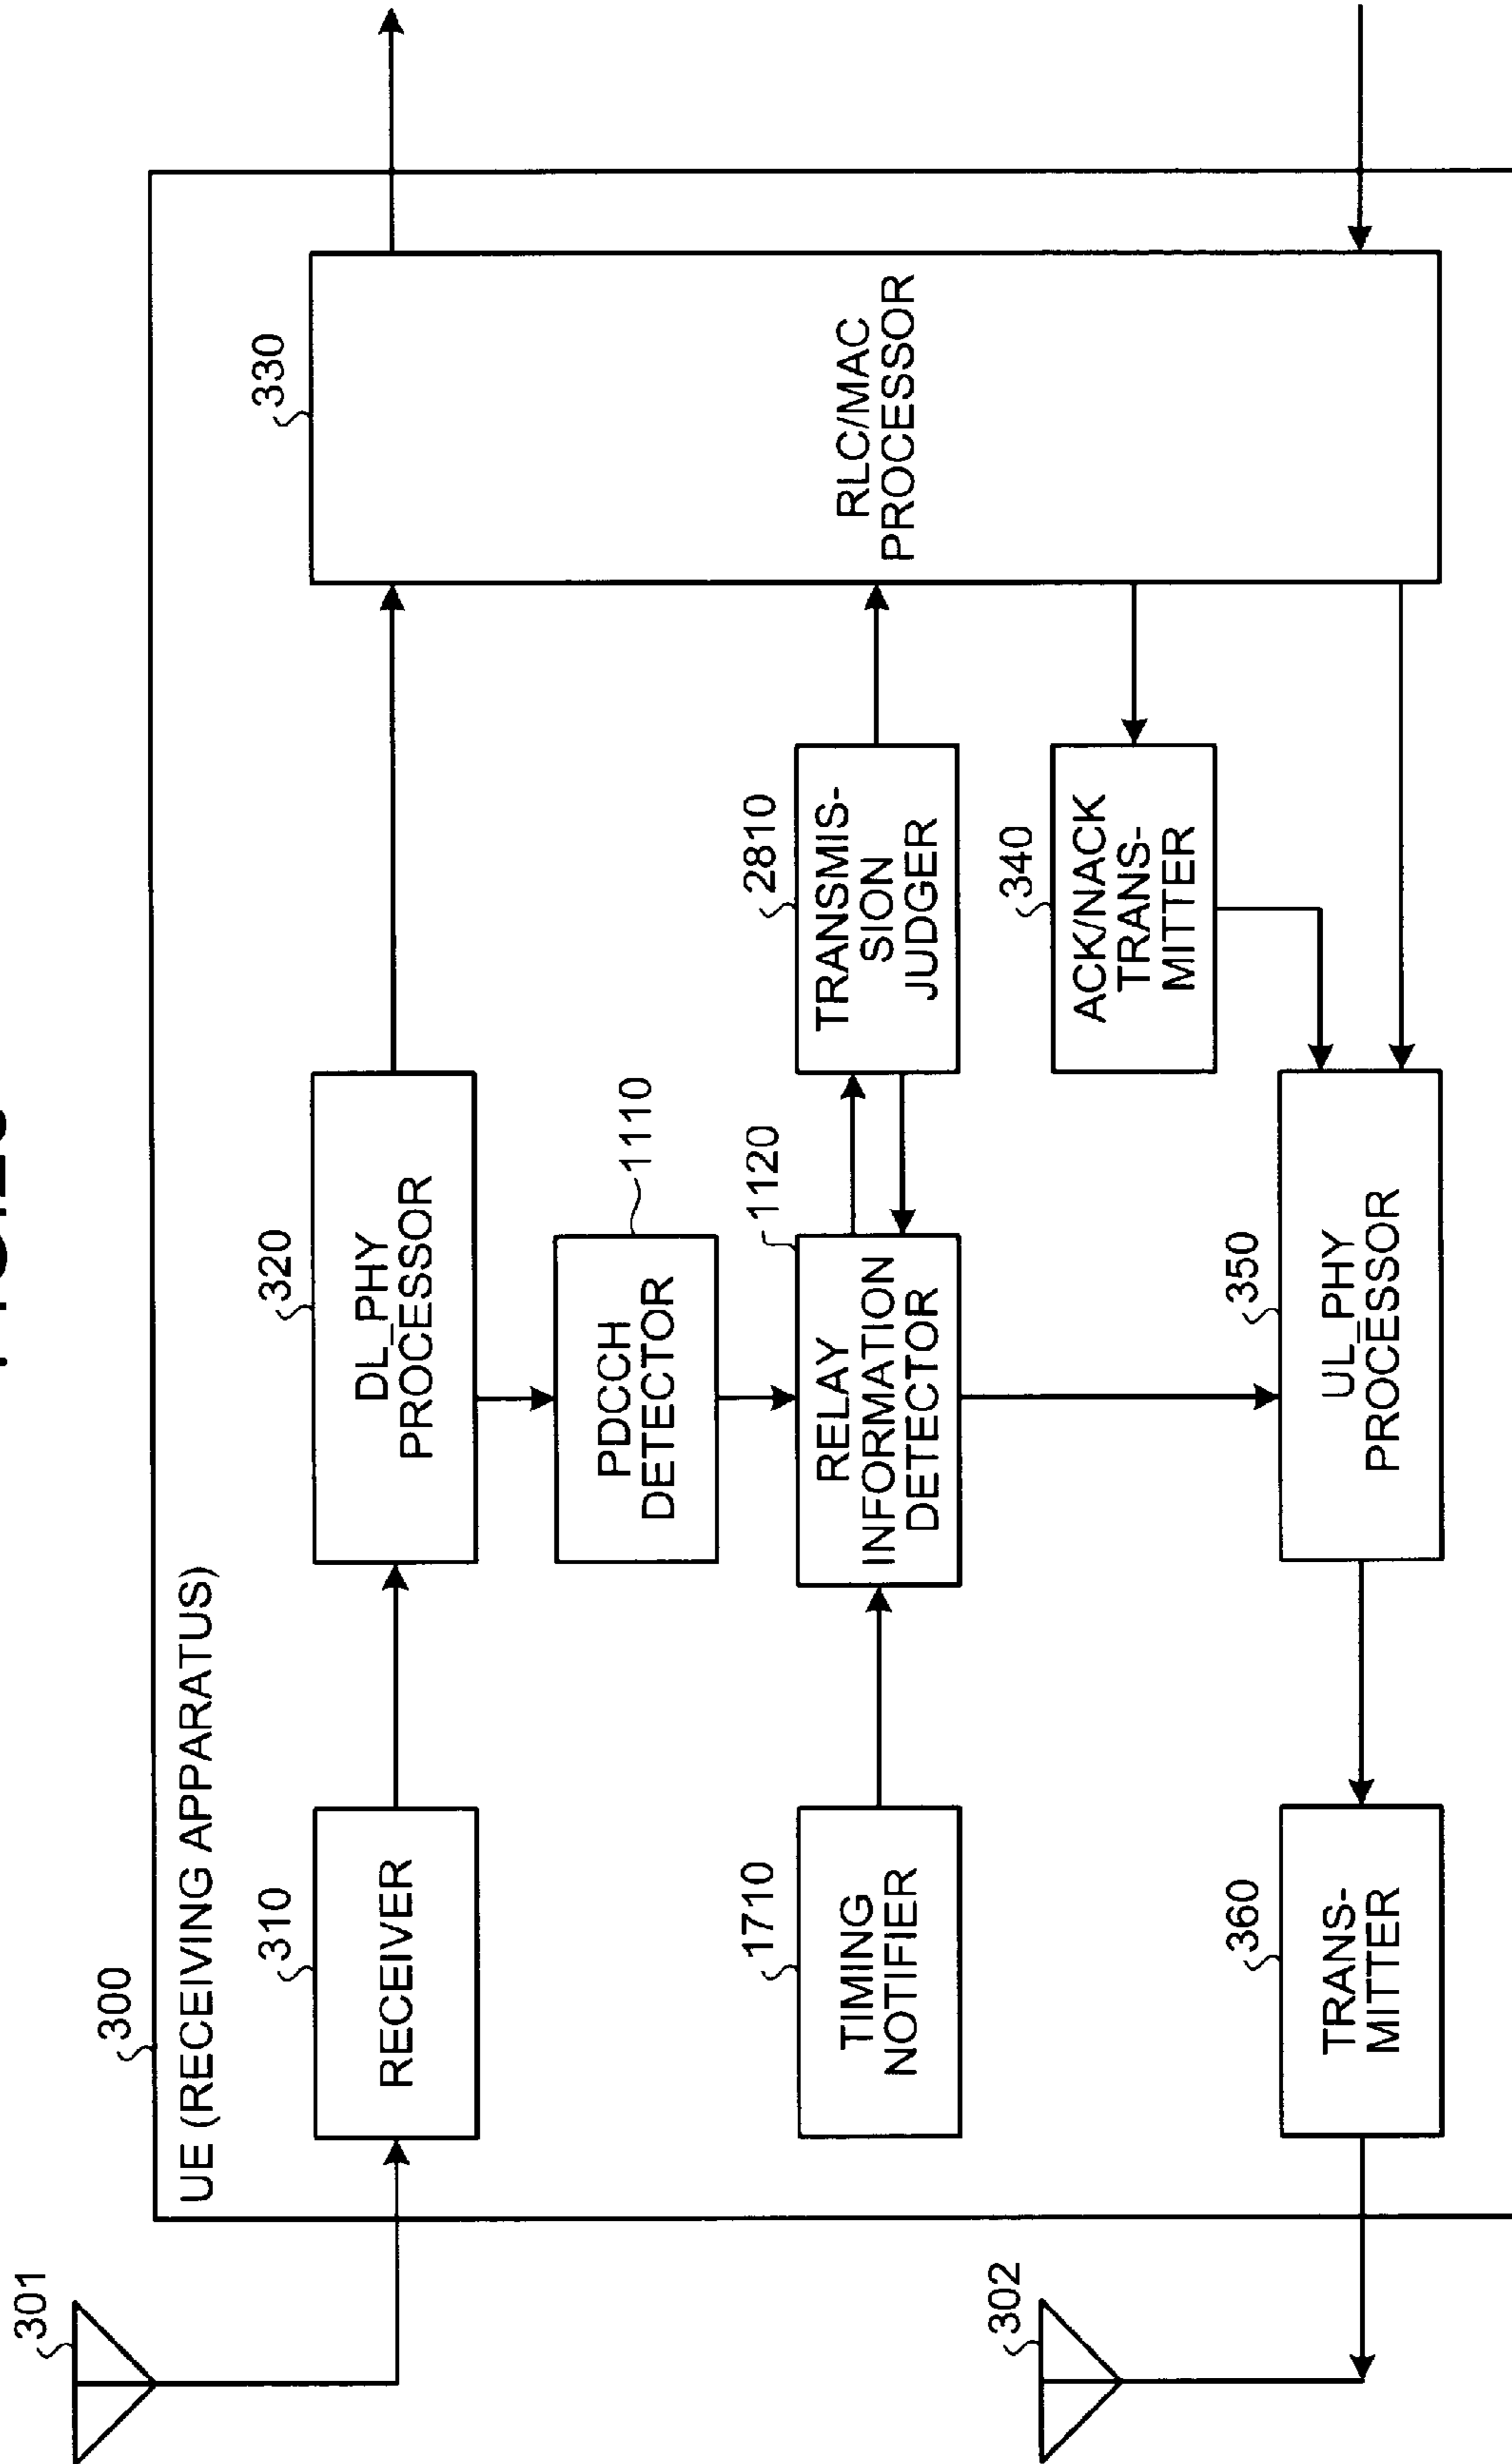 300
UE (RECEIVING APPARATUS)
301
310
RECEIVER
320
DL_PHY
PROCESSOR
330
RLC/MAC
PROCESSOR
1110
PDCCH
DETECTOR
1710
TIMING
NOTIFIER
1120
RELAY
INFORMATION
DETECTOR
2810
TRANSMIS-
SION
JUDGER
340
ACK/NACK
TRANS-
MITTER
302
360
TRANS-
MITTER
350
UL_PHY
PROCESSOR